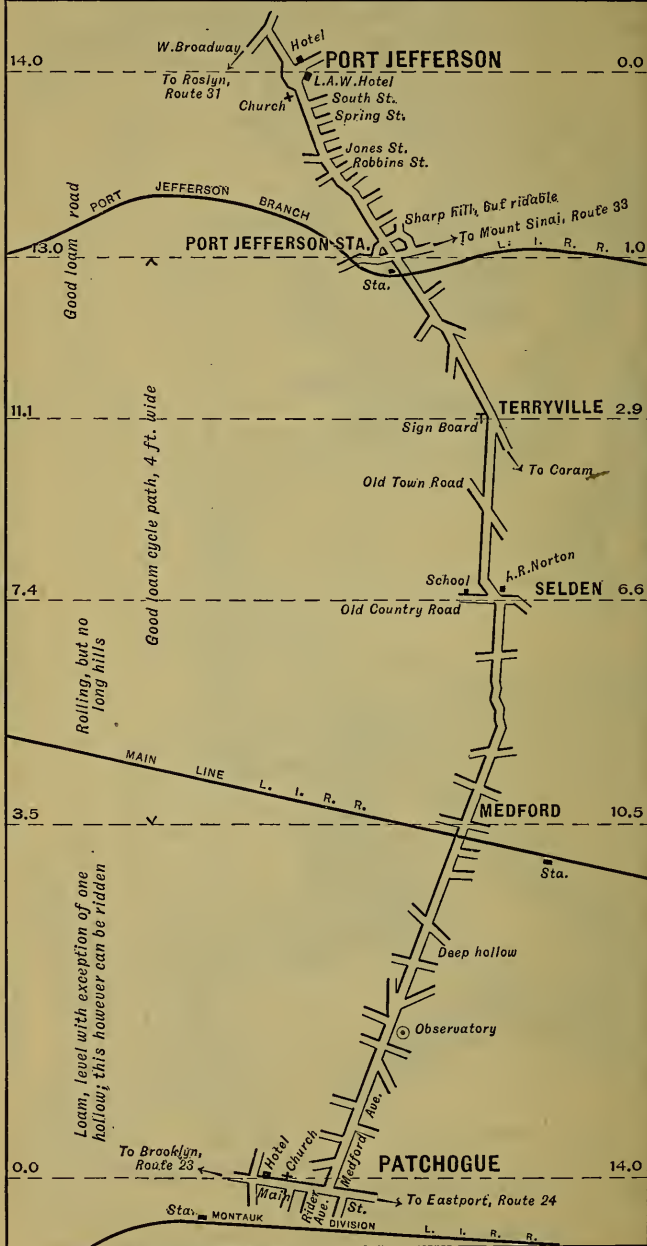 W. Broadway
Hotel
PORT JEFFERSON
14.0
0.0
To Roslyn,
Route 31
L.A.W. Hotel
Church
South St.
Spring St.
Jones St.
Robbins St.
Good loam road
PORT JEFFERSON BRANCH
Sharp hill, but ridable
To Mount Sinai, Route 33
L. I. R. R.
13.0
PORT JEFFERSON STA.
1.0
Sta.
TERRYVILLE
11.1
2.9
Sign Board
To Coram
Good loam cycle path, 4 ft. wide
Old Town Road
School
A.R. Norton
7.4
SELDEN
6.6
Old Country Road
Rolling, but no
long hills
MAIN LINE L. I. R. R.
3.5
MEDFORD
10.5
Sta.
Loam, level with exception of one
hollow; this however can be ridden
Deep hollow
Observatory
Medford Ave.
To Brooklyn,
Route 23
Hotel
Church
0.0
PATCHOGUE
14.0
Main St.
Rider
Ave.
To Eastport, Route 24
Sta.
MONTAUK DIVISION L. I. R. R.